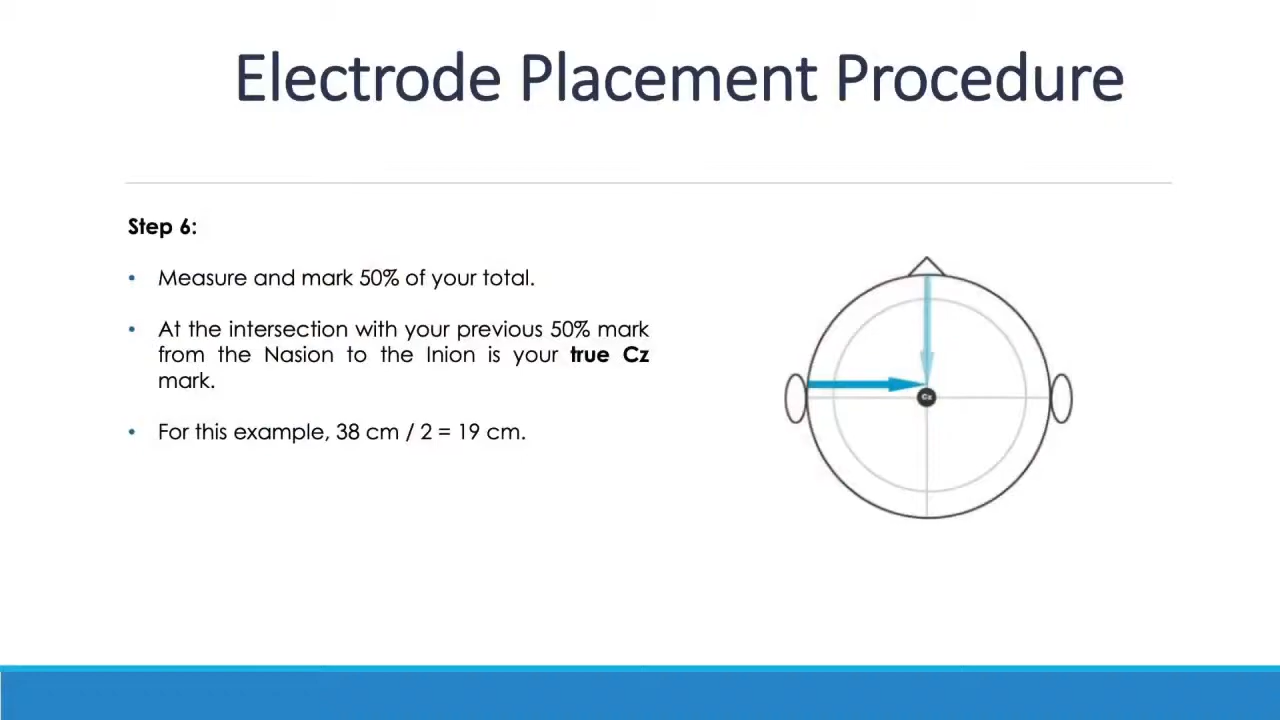 Electrode Placement Procedure
Step 6:
• Measure and mark 50% of your total.
• At the intersection with your previous 50% mark
from the Nasion to the Inion is your true Cz
mark.
• For this example, 38 cm / 2 = 19 cm.
Cz